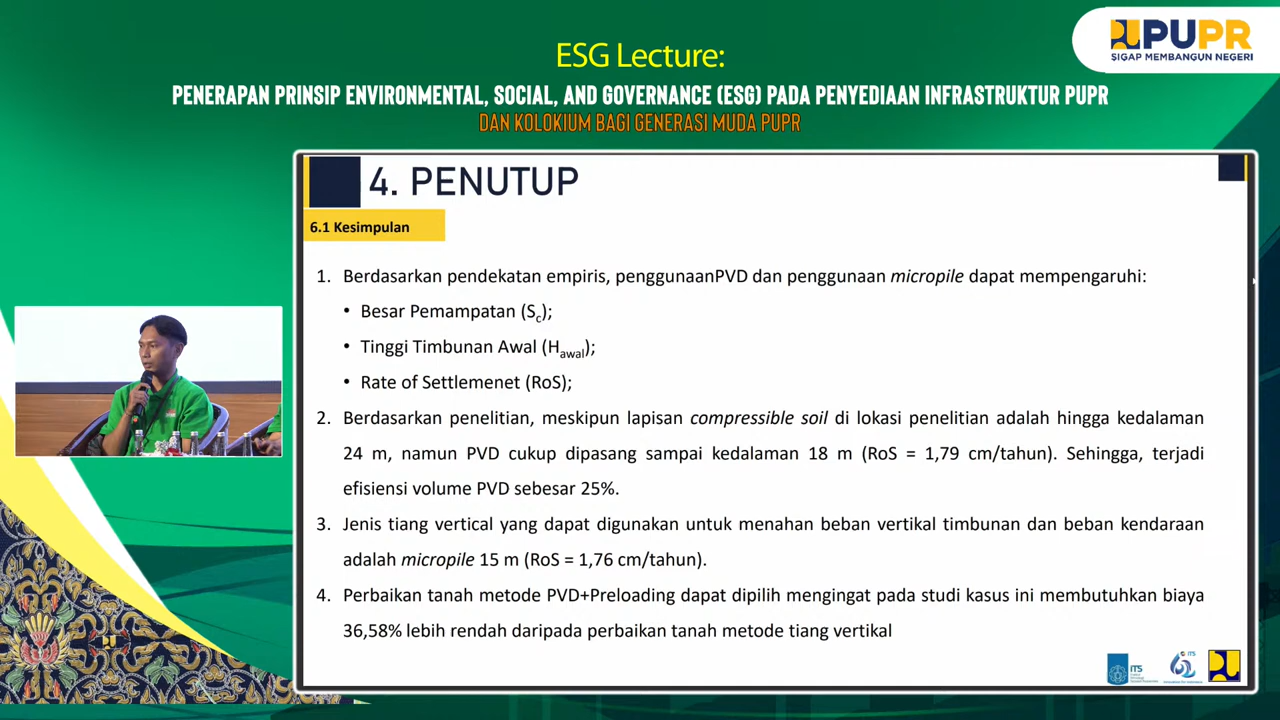 ESG Lecture:
PENERAPAN PRINSIP ENVIRONMENTAL, SOCIAL, AND GOVERNANCE (ESG) PADA PENYEDIAAN INFRASTRUKTUR PUPR
DAN KOLOKIUM BAGI GENERASI MUDA PUPR
PUPR
SIGAP MEMBANGUN NEGERI
4. PENUTUP
6.1 Kesimpulan
1. Berdasarkan pendekatan empiris, penggunaanPVD dan penggunaan micropile dapat mempengaruhi:
• Besar Pemampatan (Sc);
• Tinggi Timbunan Awal (Hawal);
• Rate of Settlemenet (RoS);
2. Berdasarkan penelitian, meskipun lapisan compressible soil di lokasi penelitian adalah hingga kedalaman
24 m, namun PVD cukup dipasang sampai kedalaman 18 m (RoS = 1,79 cm/tahun). Sehingga, terjadi
efisiensi volume PVD sebesar 25%.
3. Jenis tiang vertical yang dapat digunakan untuk menahan beban vertikal timbunan dan beban kendaraan
adalah micropile 15 m (RoS = 1,76 cm/tahun).
4. Perbaikan tanah metode PVD+Preloading dapat dipilih mengingat pada studi kasus ini membutuhkan biaya
36,58% lebih rendah daripada perbaikan tanah metode tiang vertikal
ITS
ITS